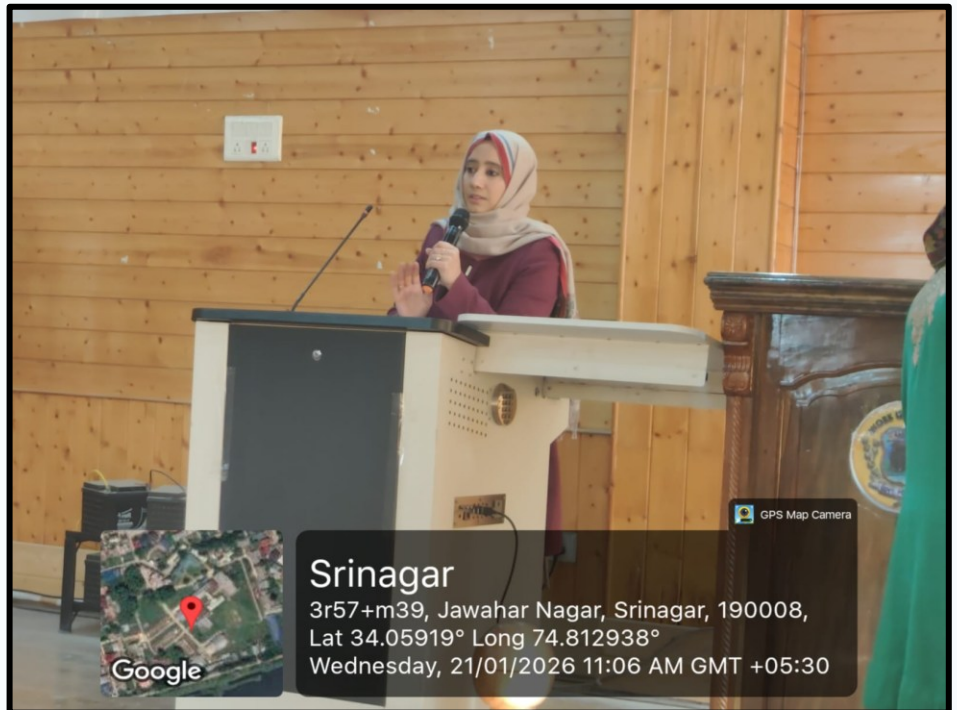 GPS Map Camera
Srinagar
3r57+m39, Jawahar Nagar, Srinagar, 190008,
Lat 34.05919° Long 74.812938°
Wednesday, 21/01/2026 11:06 AM GMT +05:30
Google